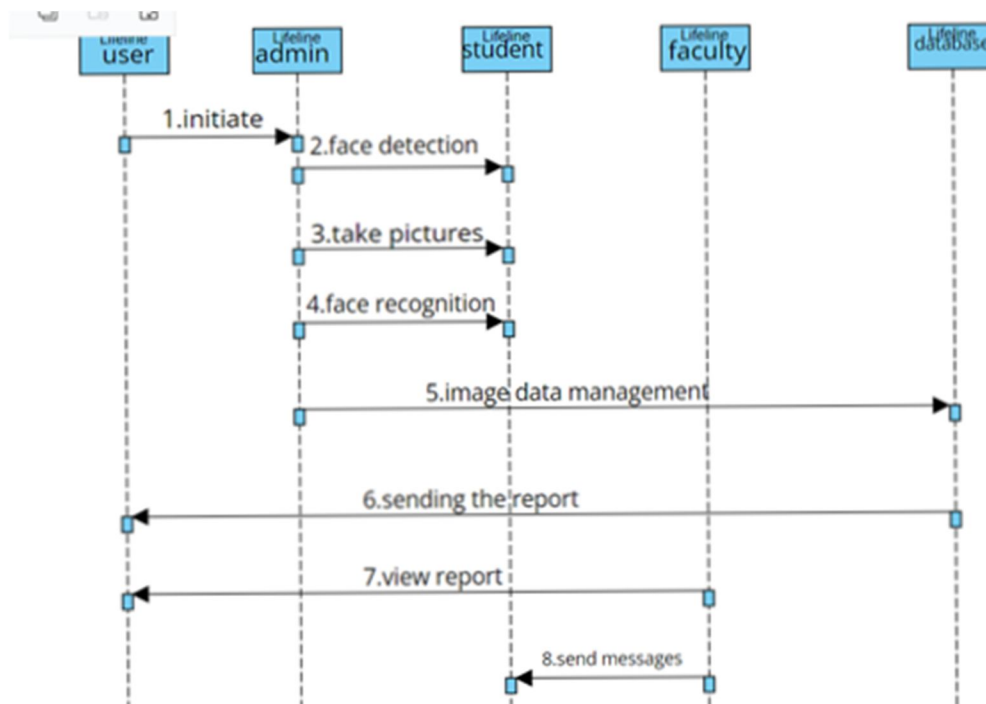 Lifeline
user
Lifeline
admin
Lifeline
student
Lifeline
faculty
Lifeline
database
1.initiate
2.face detection
3.take pictures
4.face recognition
5.image data management
6.sending the report
7.view report
8.send messages